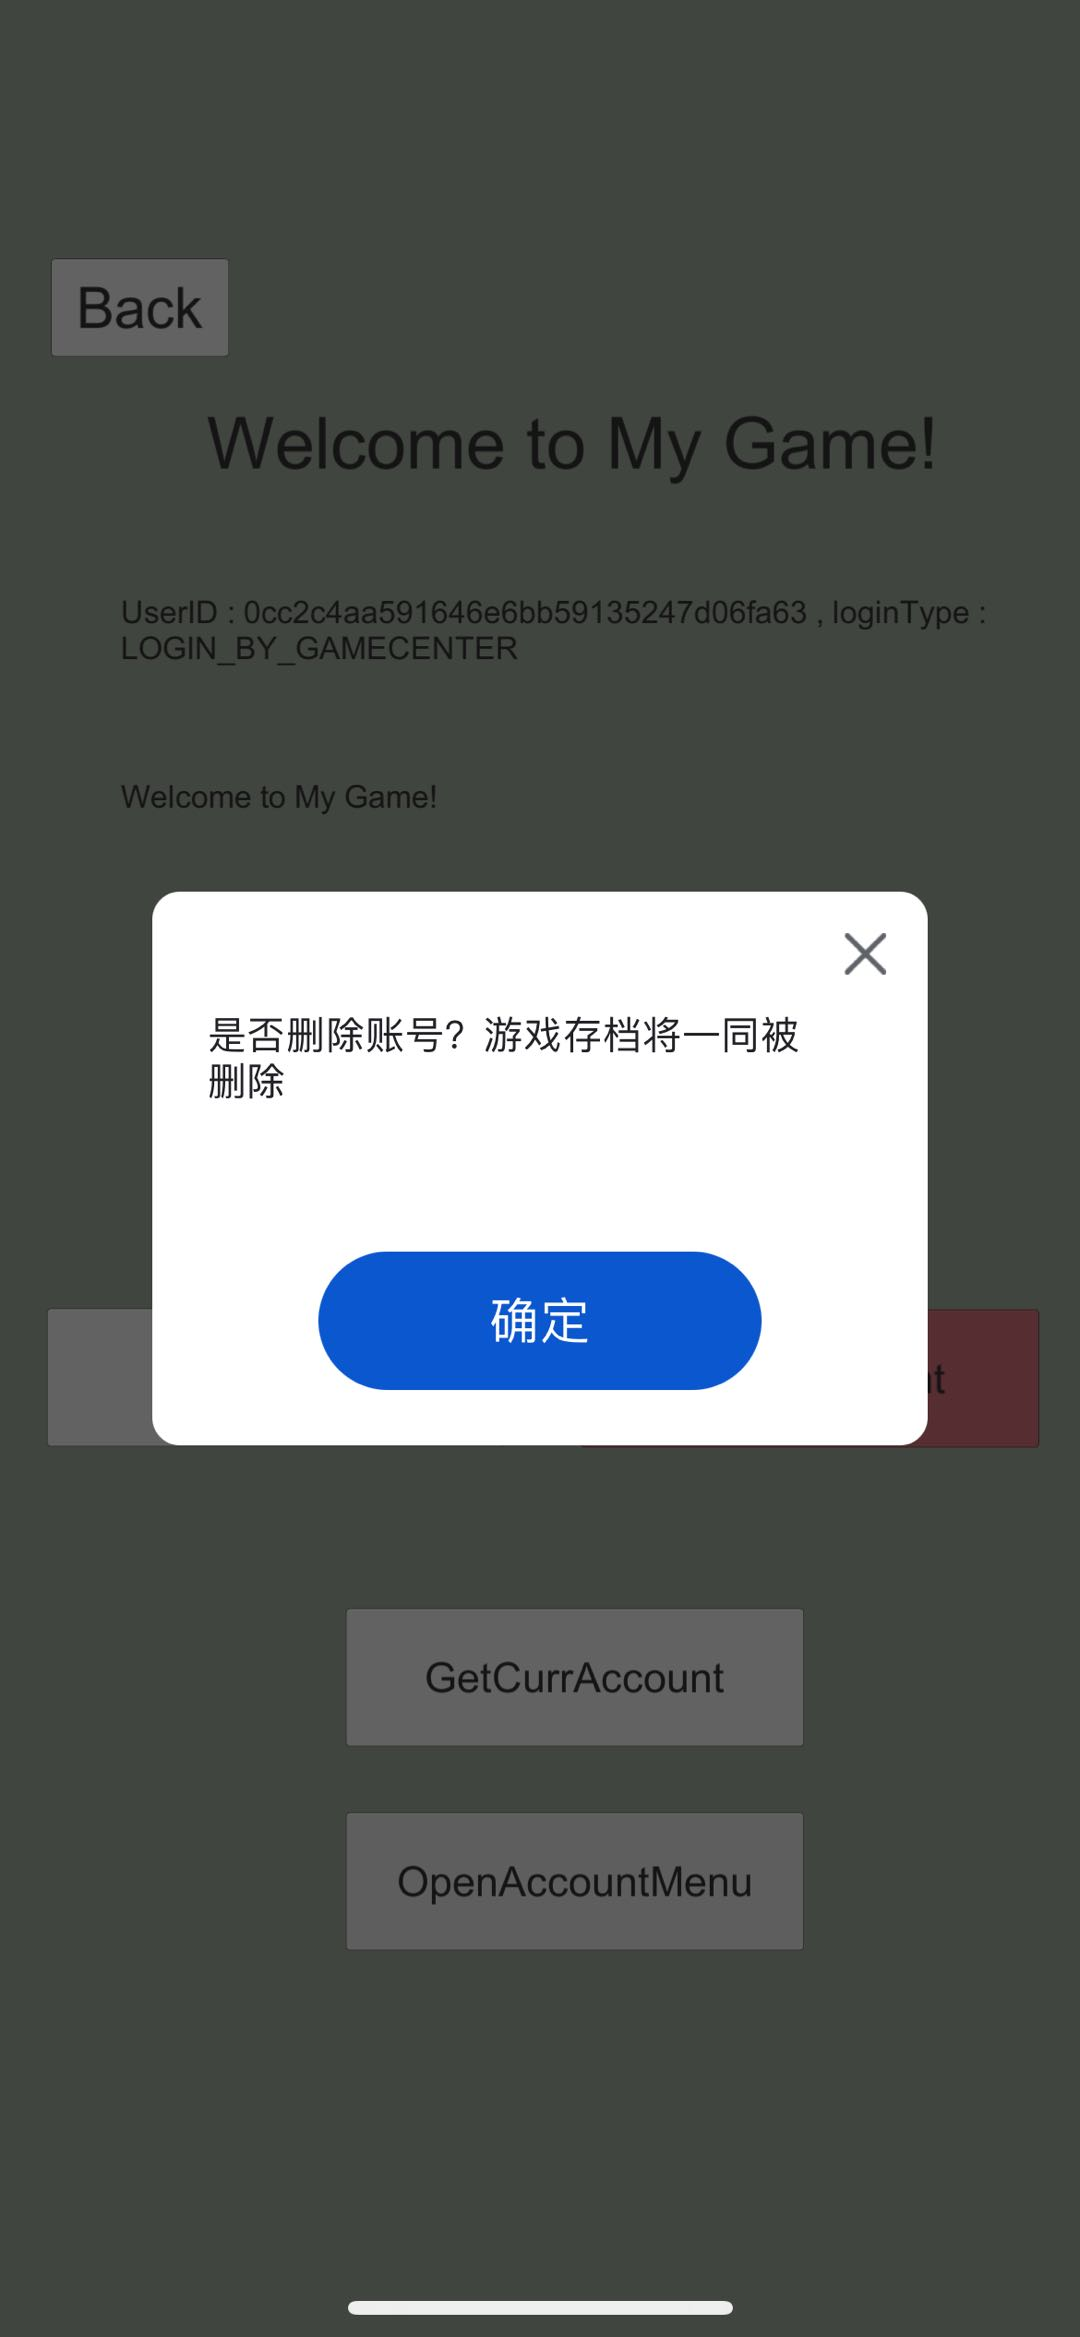 Back
Welcome to My Game!
UserID : 0cc2c4aa591646e6bb59135247d06fa63 , loginType :
LOGIN_BY_GAMECENTER
Welcome to My Game!
是否删除账号？游戏存档将一同被
删除
确定
GetCurrAccount
OpenAccountMenu